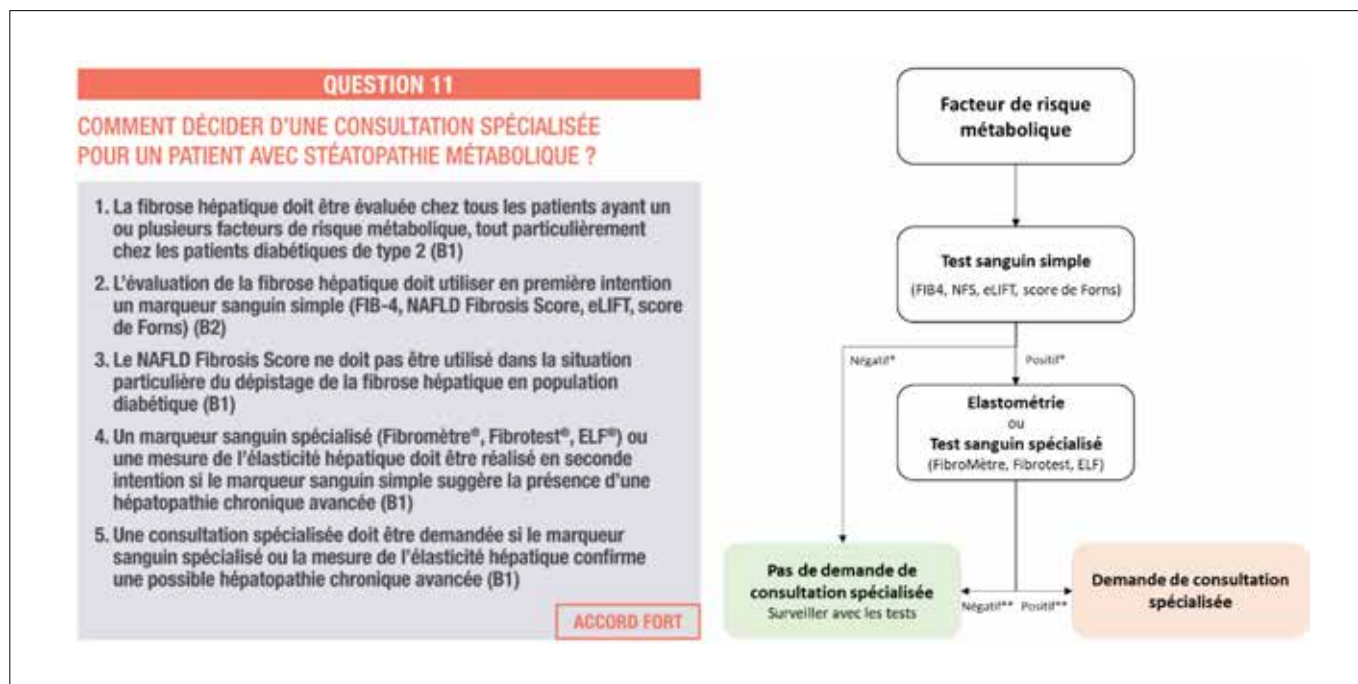 QUESTION 11
COMMENT DÉCIDER D'UNE CONSULTATION SPÉCIALISÉE
POUR UN PATIENT AVEC STÉATOPATHIE MÉTABOLIQUE ?
1. La fibrose hépatique doit être évaluée chez tous les patients ayant un
ou plusieurs facteurs de risque métabolique, tout particulièrement
chez les patients diabétiques de type 2 (B1)
2. L'évaluation de la fibrose hépatique doit utiliser en première intention
un marqueur sanguin simple (FIB-4, NAFLD Fibrosis Score, eLIFT, score
de Forns) (B2)
3. Le NAFLD Fibrosis Score ne doit pas être utilisé dans la situation
particulière du dépistage de la fibrose hépatique en population
diabétique (B1)
4. Un marqueur sanguin spécialisé (Fibromètre®, Fibrotest®, ELF®) ou
une mesure de l'élasticité hépatique doit être réalisé en seconde
intention si le marqueur sanguin simple suggère la présence d'une
hépatopathie chronique avancée (B1)
5. Une consultation spécialisée doit être demandée si le marqueur
sanguin spécialisé ou la mesure de l'élasticité hépatique confirme
une possible hépatopathie chronique avancée (B1)
ACCORD FORT
Facteur de risque
métabolique
Test sanguin simple
(FIB4, NFS, eLIFT, score de Forns)
Négatif* Positif*
Elastométrie
ou
Test sanguin spécialisé
(FibroMètre, Fibrotest, ELF)
Pas de demande de
consultation spécialisée
Surveiller avec les tests
Négatif** Positif**
Demande de consultation
spécialisée